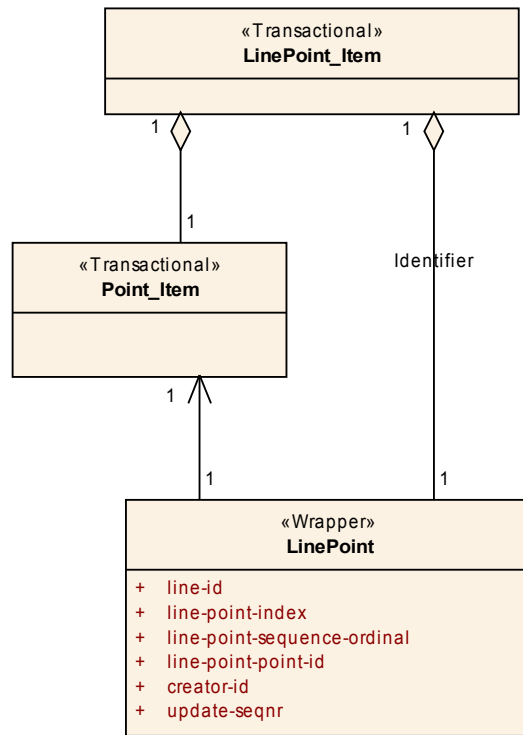 «Transactional»
LinePoint_Item
1
1
1
«Transactional»
Point_Item
Identifier
1
1
1
«Wrapper»
LinePoint
+ line-id
+ line-point-index
+ line-point-sequence-ordinal
+ line-point-point-id
+ creator-id
+ update-seqnr